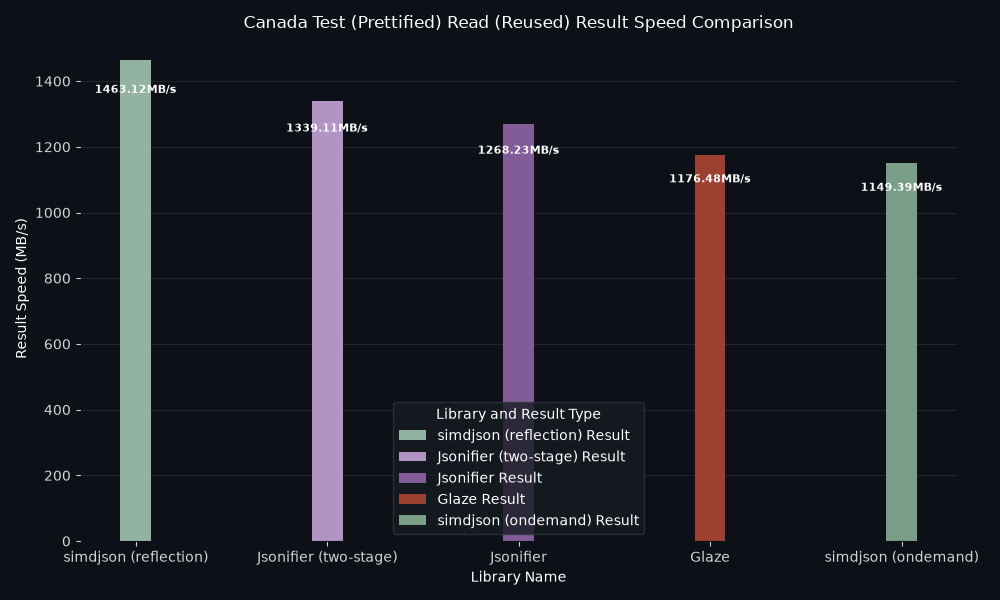 Canada Test (Prettified) Read (Reused) Result Speed Comparison
Result Speed (MB/s)
1400
1200
1000
800
600
400
200
0
1463.12MB/s
1339.11MB/s
1268.23MB/s
1176.48MB/s
1149.39MB/s
Library and Result Type
simdjson (reflection) Result
Jsonifier (two-stage) Result
Jsonifier Result
Glaze Result
simdjson (ondemand) Result
simdjson (reflection)
Jsonifier (two-stage)
Jsonifier
Glaze
simdjson (ondemand)
Library Name